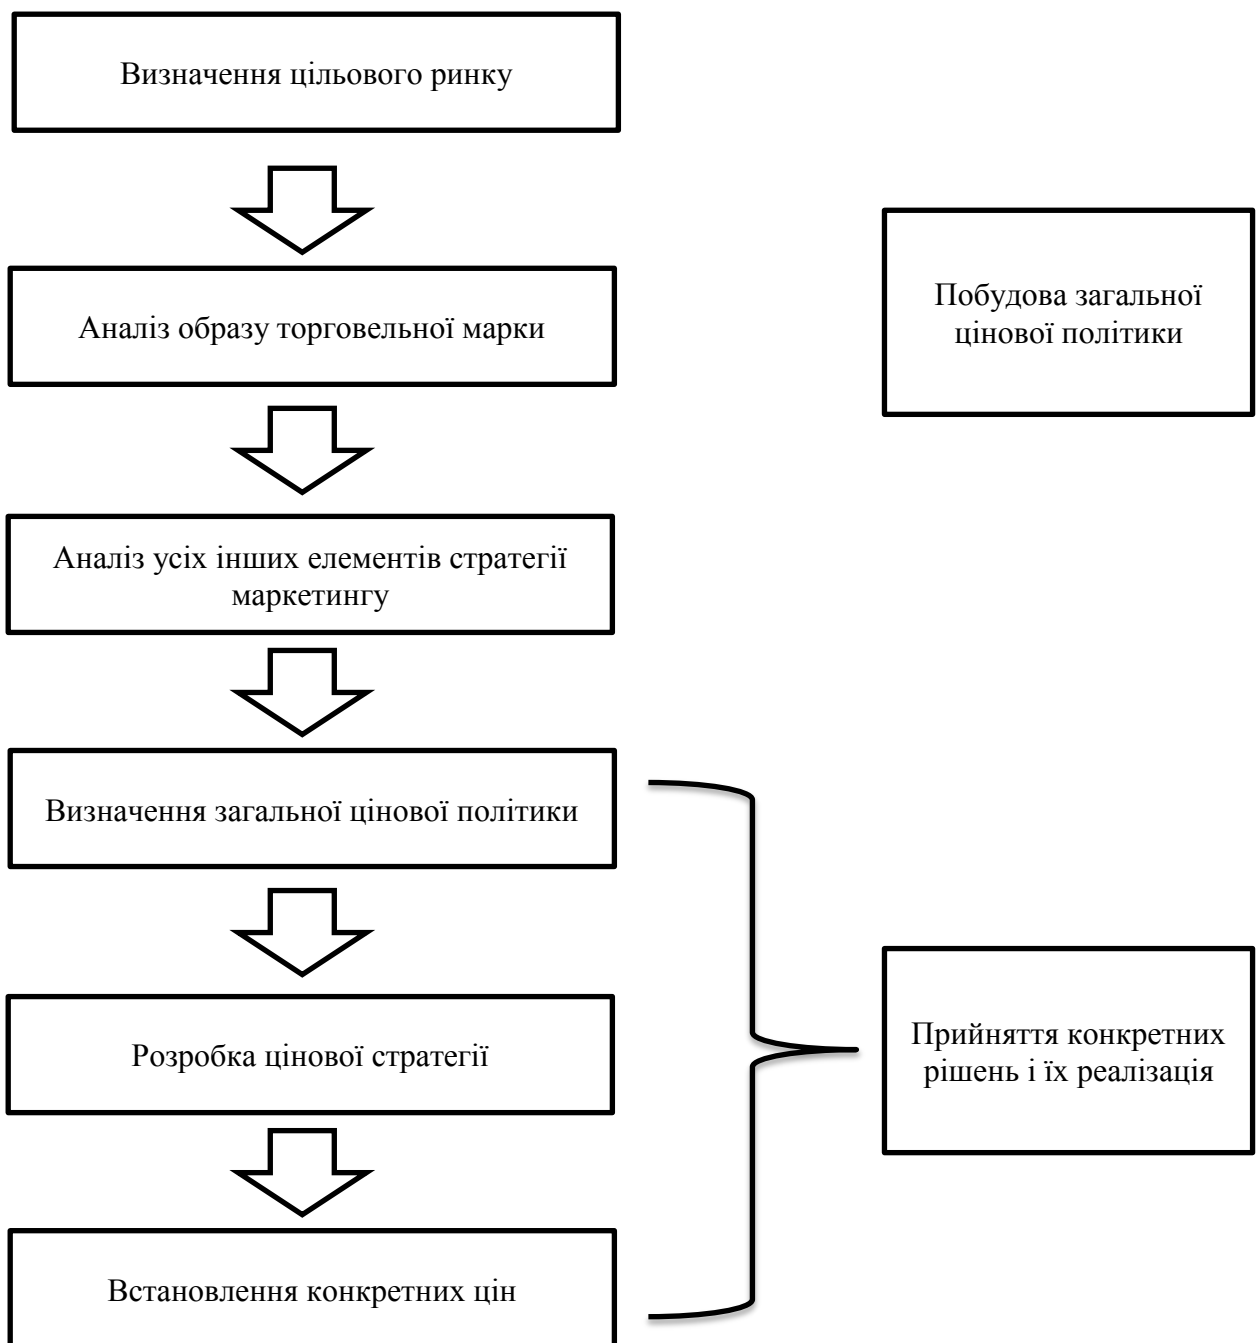 Визначення цільового ринку
Аналіз образу торговельної марки
Побудова загальної
цінової політики
Аналіз усіх інших елементів стратегії
маркетингу
Визначення загальної цінової політики
Розробка цінової стратегії
Прийняття конкретних
рішень і їх реалізація
Встановлення конкретних цін